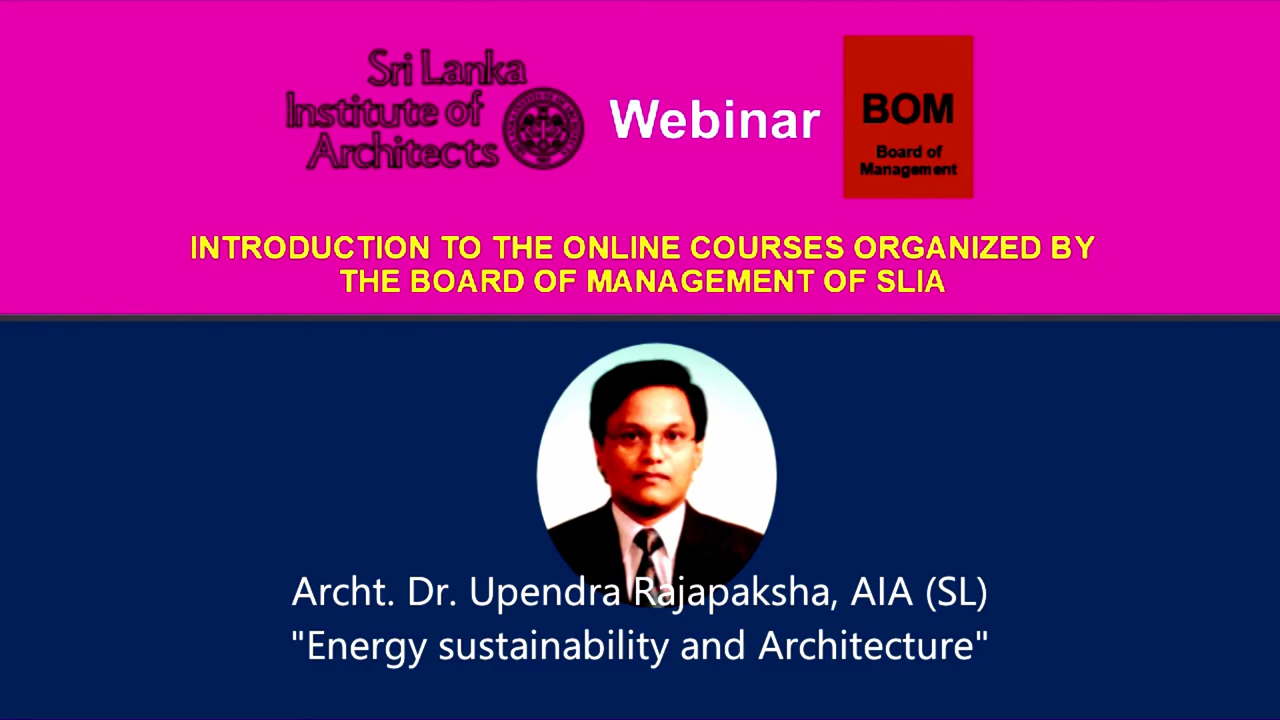 Sri Lanka
Institute of
Architects
Webinar
BOM
Board of
Management
INTRODUCTION TO THE ONLINE COURSES ORGANIZED BY
THE BOARD OF MANAGEMENT OF SLIA
Archt. Dr. Upendra Rajapaksha, AIA (SL)
"Energy sustainability and Architecture"